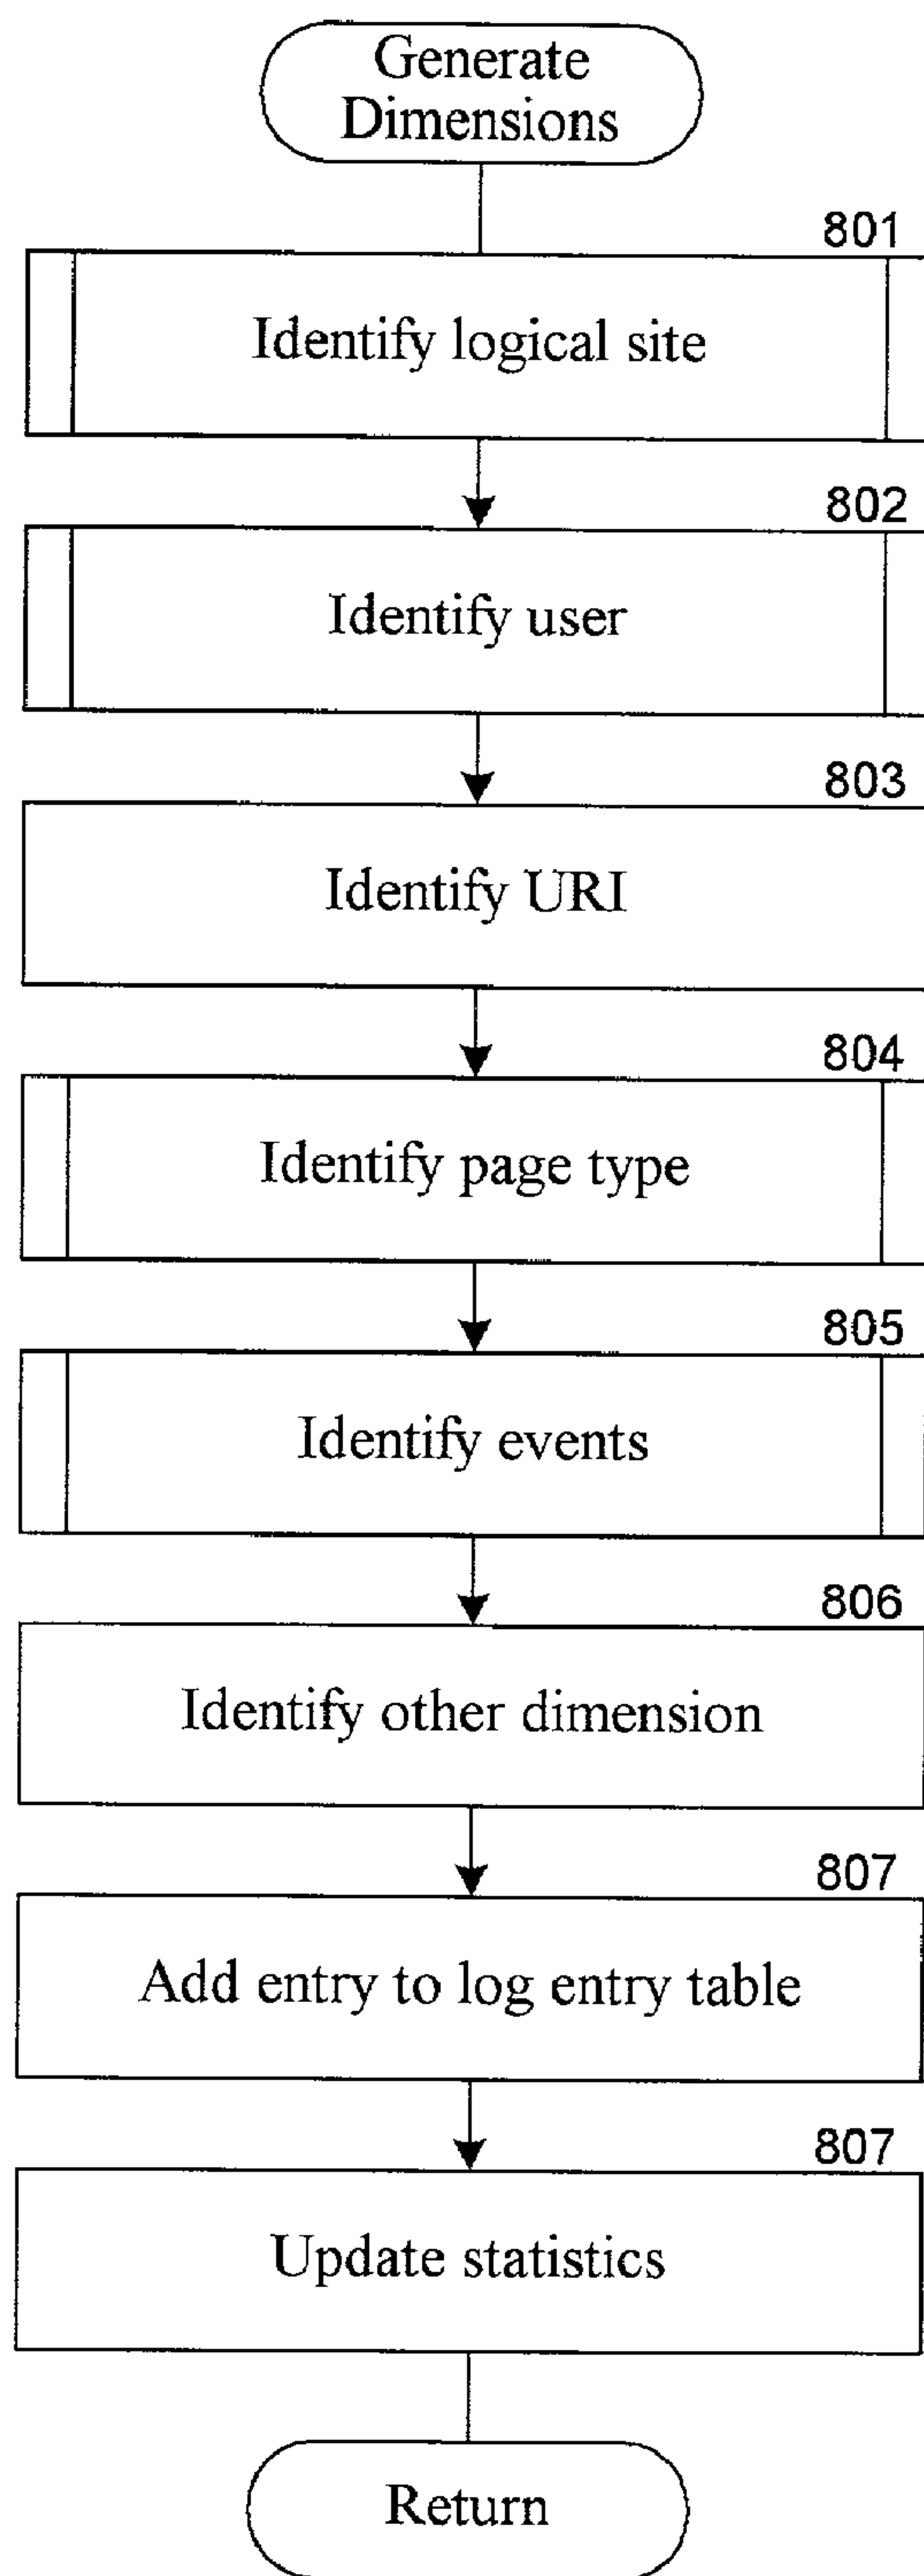 Generate
Dimensions
801
Identify logical site
802
Identify user
803
Identify URI
804
Identify page type
805
Identify events
806
Identify other dimension
807
Add entry to log entry table
807
Update statistics
Return